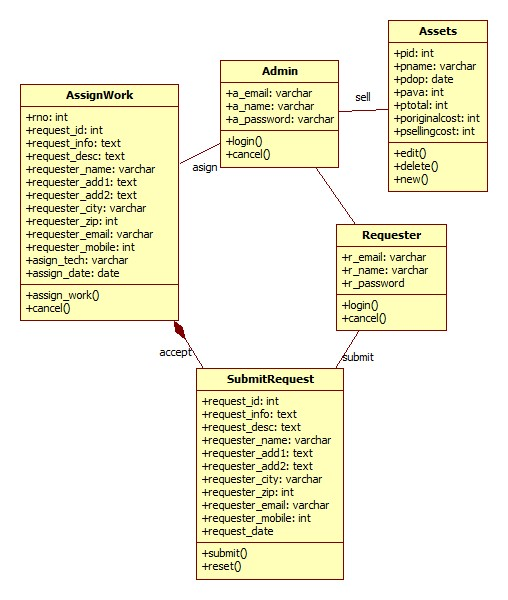 Assets
+pid: int
+pname: varchar
+pdop: date
+pava: int
+ptotal: int
+poriginalcost: int
+psellingcost: int
+edit()
+delete()
+new()
Admin
+a_email: varchar
+a_name: varchar
+a_password: varchar
+login()
+cancel()
sell
AssignWork
+rno: int
+request_id: int
+request_info: text
+request_desc: text
+requester_name: varchar
+requester_add1: text
+requester_add2: text
+requester_city: varchar
+requester_zip: int
+requester_email: varchar
+requester_mobile: int
+asign_tech: varchar
+assign_date: date
+assign_work()
+cancel()
asign
Requester
+r_email: varchar
+r_name: varchar
+r_password
+login()
+cancel()
accept
submit
SubmitRequest
+request_id: int
+request_info: text
+request_desc: text
+requester_name: varchar
+requester_add1: text
+requester_add2: text
+requester_city: varchar
+requester_zip: int
+requester_email: varchar
+requester_mobile: int
+request_date
+submit()
+reset()